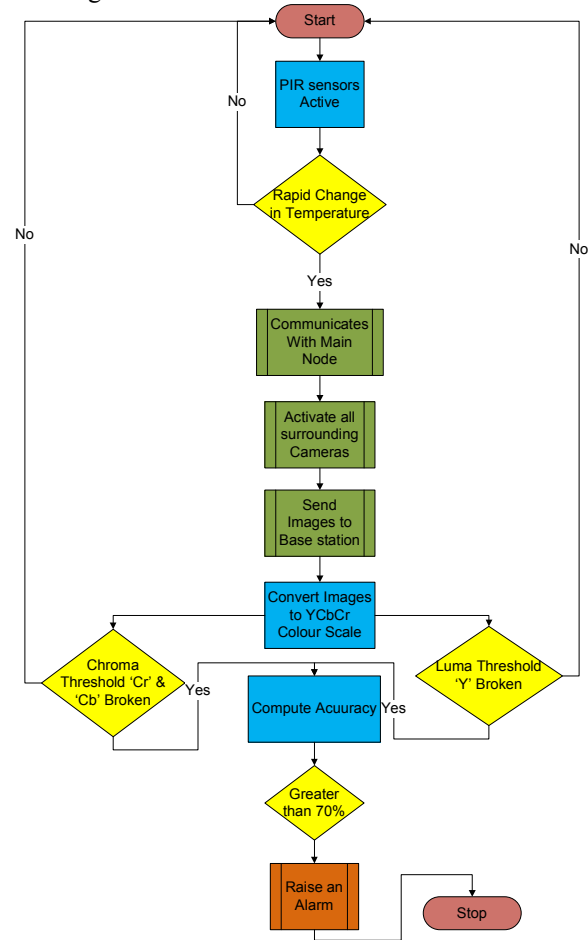 Start
PIR sensors
Active
No
Rapid Change
in Temperature
No
No
Yes
Communicates
With Main
Node
Activate all
surrounding
Cameras
Send
Images to
Base station
Convert Images
to YCbCr
Colour Scale
Chroma
Threshold ‘Cr’ &
‘Cb’ Broken
Luma Threshold
‘Y’ Broken
Yes
Compute Acuuracy
Yes
Greater
than 70%
Raise an
Alarm
Stop